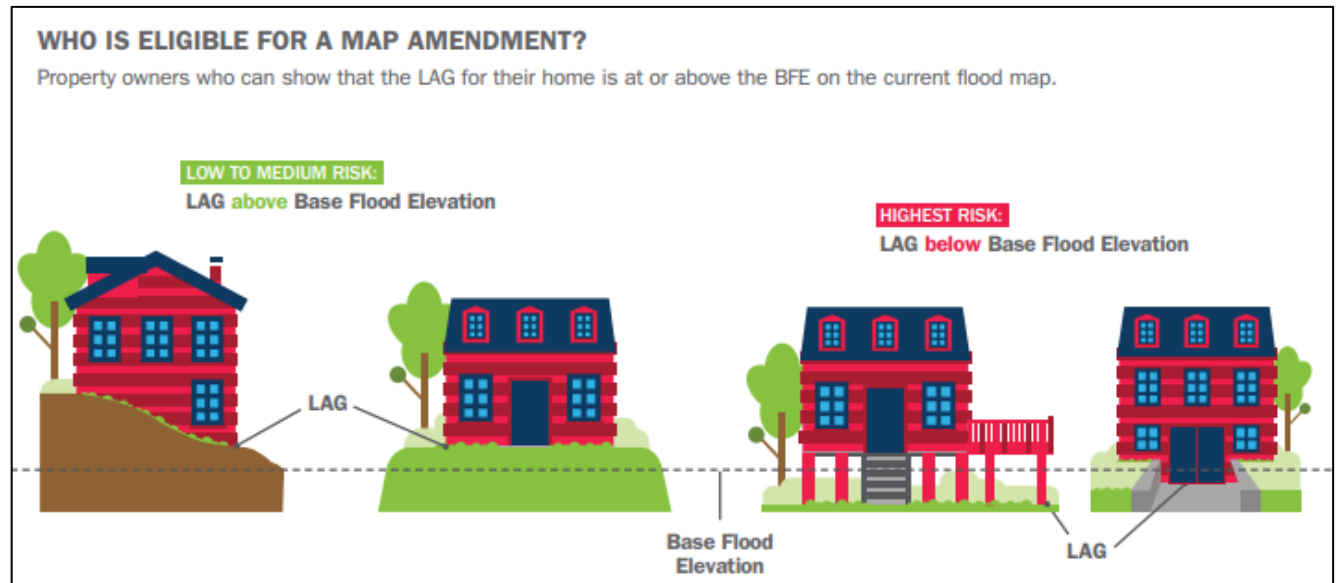 WHO IS ELIGIBLE FOR A MAP AMENDMENT?
Property owners who can show that the LAG for their home is at or above the BFE on the current flood map.
LOW TO MEDIUM RISK:
LAG above Base Flood Elevation
HIGHEST RISK:
LAG below Base Flood Elevation
LAG
Base Flood
Elevation
LAG